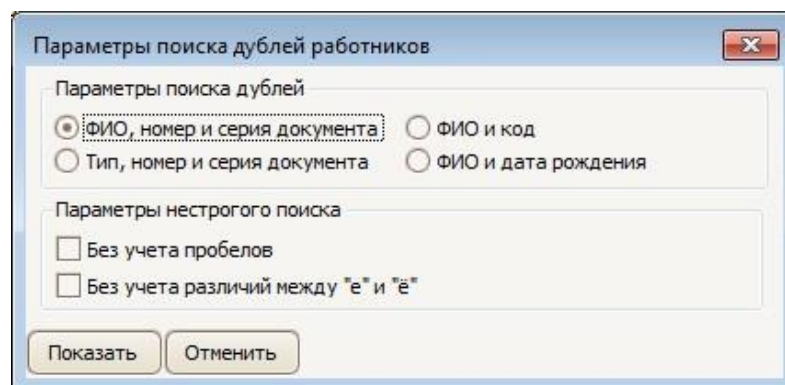 Параметры поиска дублей работников
Параметры поиска дублей
ФИО, номер и серия документа ФИО и код
Тип, номер и серия документа ФИО и дата рождения
Параметры нестрогого поиска
Без учета пробелов
Без учета различий между "е" и "ё"
Показать Отменить